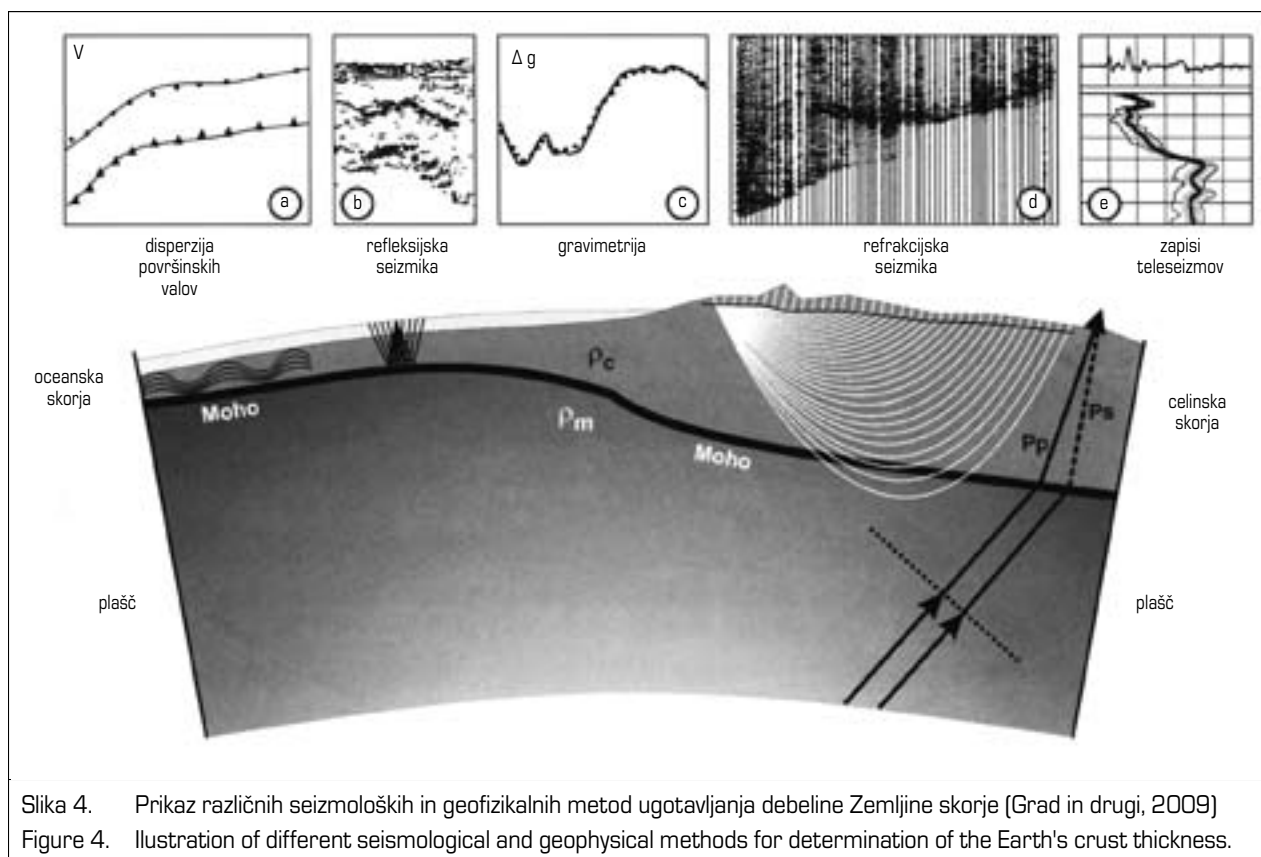 V
a
b
Δ g
c
d
e
disperzija
površinskih
valov
refleksijska
seizmika
gravimetrija
refrakcijska
seizmika
zapisi
teleseizmov
oceanska
skorja
Moho
ρc
ρm
Moho
Pp
Ps
celinska
skorja
plašč
plašč
Slika 4. Prikaz različnih seizmoloških in geofizikalnih metod ugotavljanja debeline Zemljine skorje (Grad in drugi, 2009)
Figure 4. Ilustration of different seismological and geophysical methods for determination of the Earth's crust thickness.